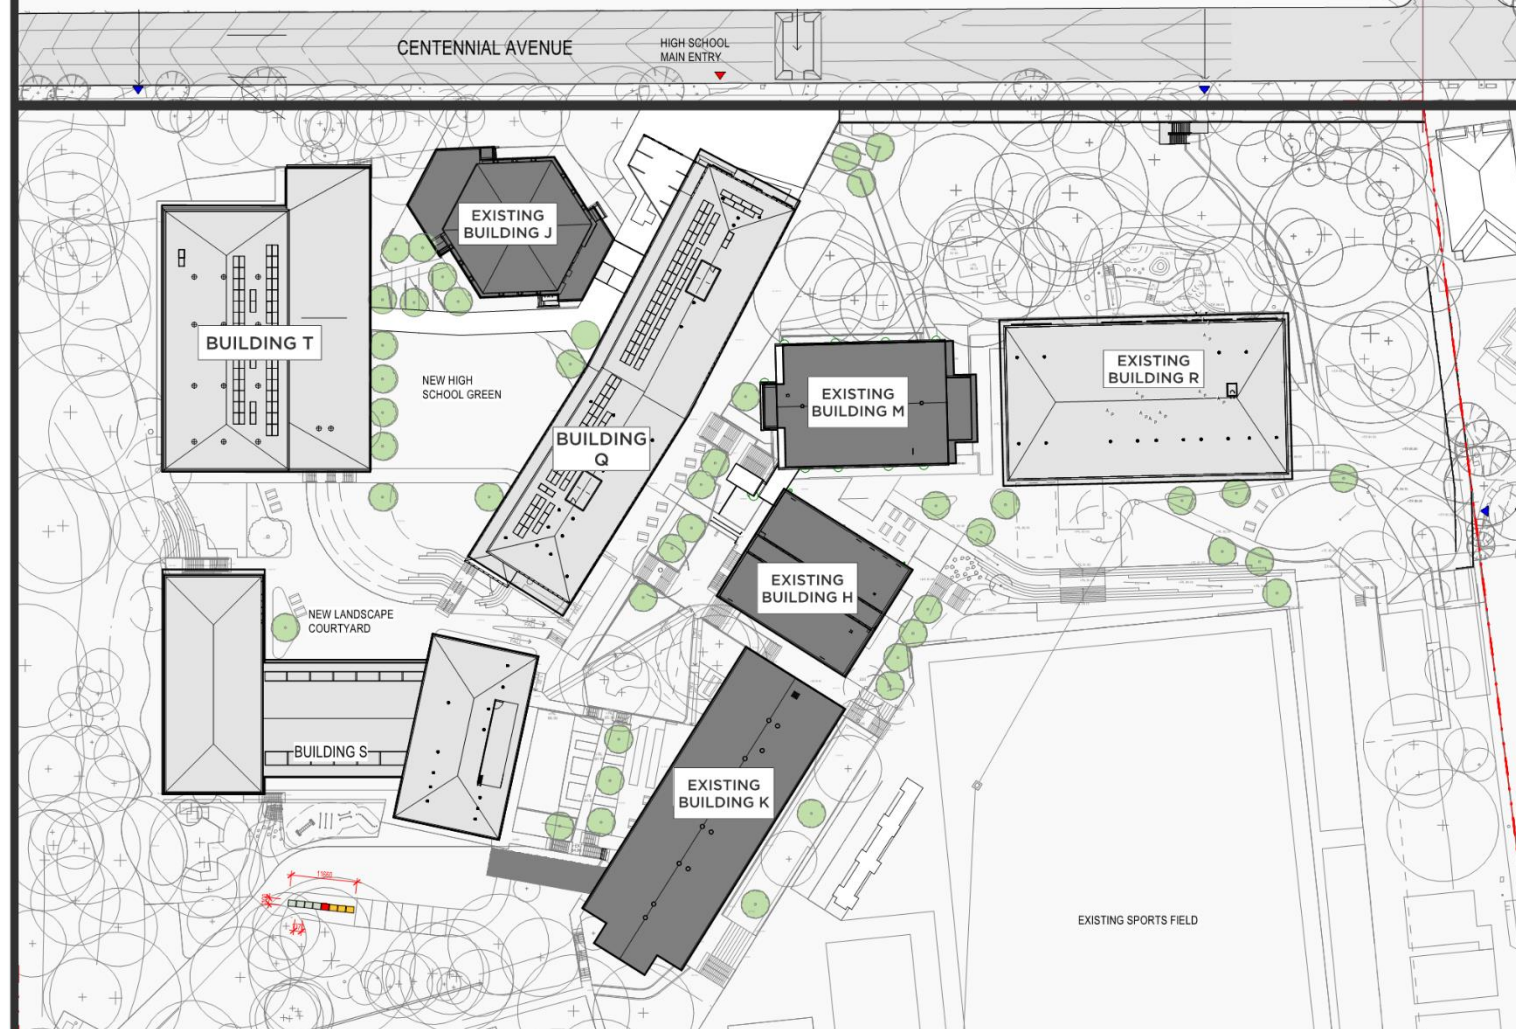 CENTENNIAL AVENUE
HIGH SCHOOL
MAIN ENTRY
EXISTING
BUILDING J
BUILDING T
NEW HIGH
SCHOOL GREEN
EXISTING
BUILDING M
EXISTING
BUILDING R
BUILDING
Q
EXISTING
BUILDING H
NEW LANDSCAPE
COURTYARD
BUILDING S
EXISTING
BUILDING K
EXISTING SPORTS FIELD